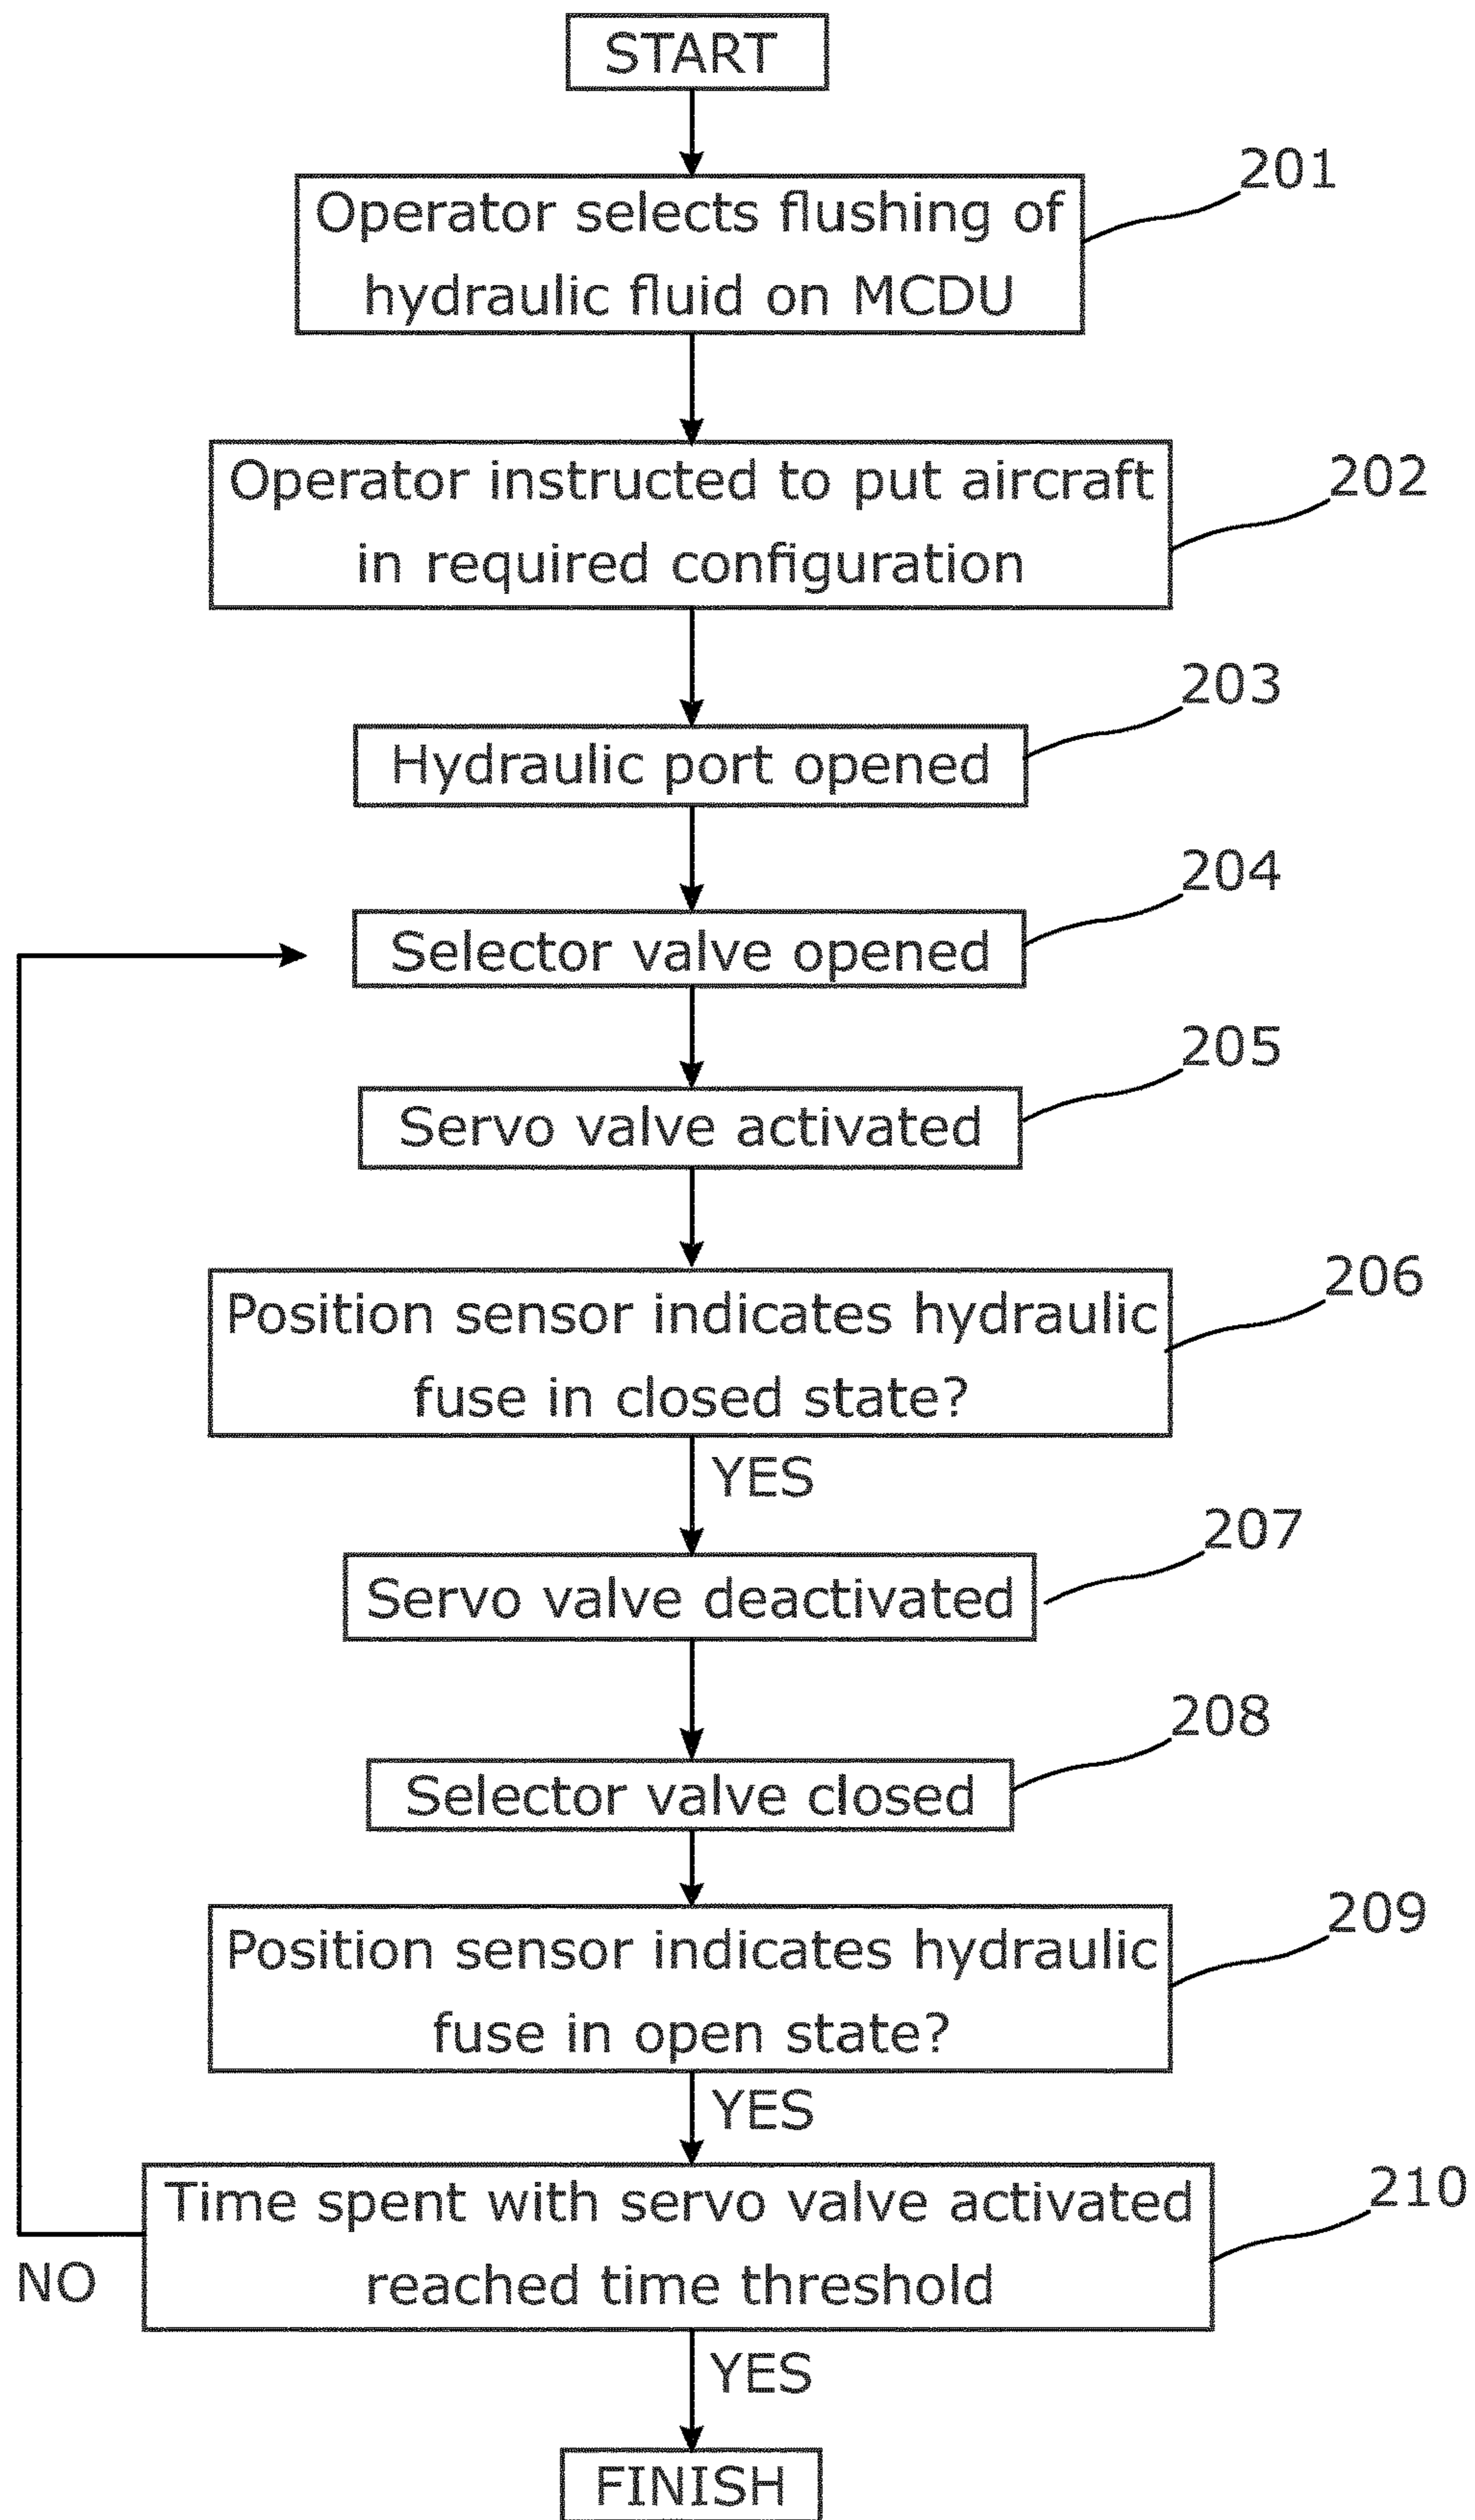 START
201
Operator selects flushing of
hydraulic fluid on MCDU
202
Operator instructed to put aircraft
in required configuration
203
Hydraulic port opened
204
Selector valve opened
205
Servo valve activated
206
Position sensor indicates hydraulic
fuse in closed state?
YES
207
Servo valve deactivated
208
Selector valve closed
209
Position sensor indicates hydraulic
fuse in open state?
YES
210
Time spent with servo valve activated
reached time threshold
NO
YES
FINISH